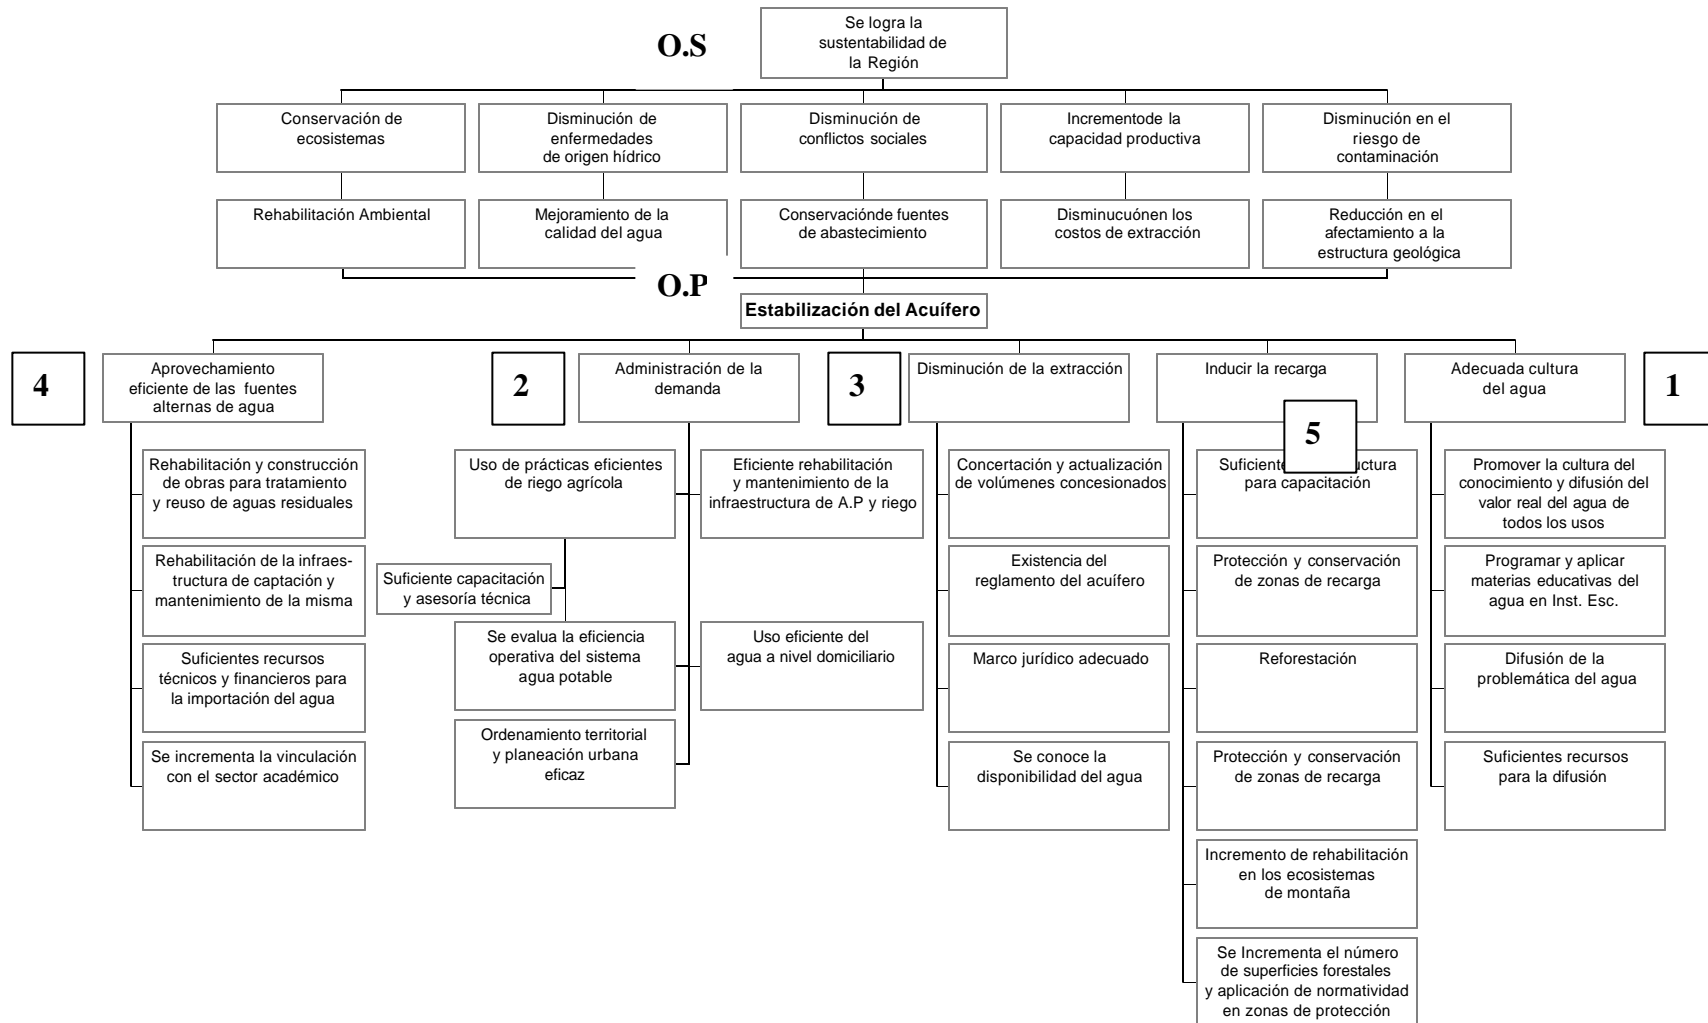 O.S
Se logra la
sustentabilidad de
la Región
Conservación de
ecosistemas
Disminución de
enfermedades
de origen hídrico
Disminución de
conflictos sociales
Incrementode la
capacidad productiva
Disminución en el
riesgo de
contaminación
Rehabilitación Ambiental
Mejoramiento de la
calidad del agua
Conservaciónde fuentes
de abastecimiento
Disminucuónen los
costos de extracción
Reducción en el
afectamiento a la
estructura geológica
O.P
Estabilización del Acuífero
4
Aprovechamiento
eficiente de las fuentes
alternas de agua
2
Administración de la
demanda
3
Disminución de la extracción
Inducir la recarga
5
Adecuada cultura
del agua
1
Rehabilitación y construcción
de obras para tratamiento
y reuso de aguas residuales
Rehabilitación de la infraes-
tructura de captación y
mantenimiento de la misma
Suficientes recursos
técnicos y financieros para
la importación del agua
Se incrementa la vinculación
con el sector académico
Uso de prácticas eficientes
de riego agrícola
Suficiente capacitación
y asesoría técnica
Se evalua la eficiencia
operativa del sistema
agua potable
Ordenamiento territorial
y planeación urbana
eficaz
Eficiente rehabilitación
y mantenimiento de la
infraestructura de A.P y riego
Uso eficiente del
agua a nivel domiciliario
Concertación y actualización
de volúmenes concesionados
Existencia del
reglamento del acuífero
Marco jurídico adecuado
Se conoce la
disponibilidad del agua
para capacitación
Protección y conservación
de zonas de recarga
Reforestación
Protección y conservación
de zonas de recarga
Incremento de rehabilitación
en los ecosistemas
de montaña
Se Incrementa el número
de superficies forestales
y aplicación de normatividad
en zonas de protección
Promover la cultura del
conocimiento y difusión del
valor real del agua de
todos los usos
Programar y aplicar
materias educativas del
agua en Inst. Esc.
Difusión de la
problemática del agua
Suficientes recursos
para la difusión